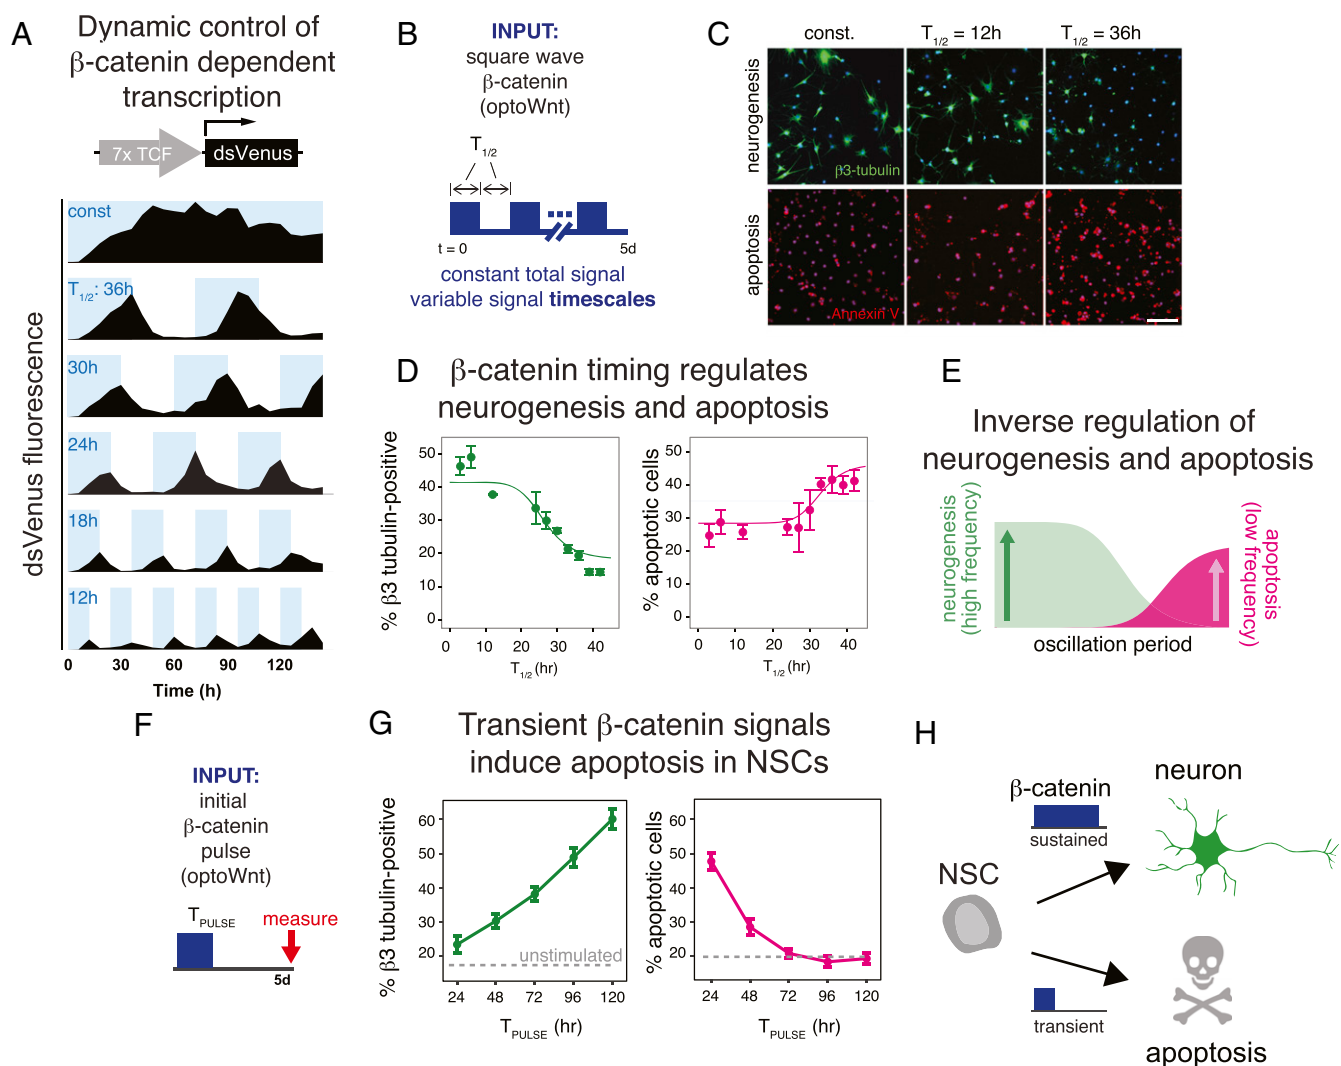 A
Dynamic control of
β-catenin dependent
transcription
7x TCF
dsVenus
dsVenus fluorescence
const
T1/2: 36h
30h
24h
18h
12h
0 30 60 90 120
Time (h)
B
INPUT:
square wave
β-catenin
(optoWnt)
T1/2
t = 0
5d
constant total signal
variable signal timescales
C
const.
T1/2 = 12h
T1/2 = 36h
neurogenesis
β3-tubulin
apoptosis
Annexin V
D
β-catenin timing regulates
neurogenesis and apoptosis
% β3 tubulin-positive
50
40
30
20
10
0
0 10 20 30 40
T1/2 (hr)
% apoptotic cells
50
40
30
20
10
0
0 10 20 30 40
T1/2 (hr)
E
Inverse regulation of
neurogenesis and apoptosis
neurogenesis
(high frequency)
apoptosis
(low frequency)
oscillation period
F
INPUT:
initial
β-catenin
pulse
(optoWnt)
TPULSE
measure
5d
G
Transient β-catenin signals
induce apoptosis in NSCs
% β3 tubulin-positive
60
50
40
30
20
unstimulated
24 48 72 96 120
TPULSE (hr)
% apoptotic cells
60
50
40
30
20
24 48 72 96 120
TPULSE (hr)
H
β-catenin
sustained
neuron
NSC
transient
apoptosis